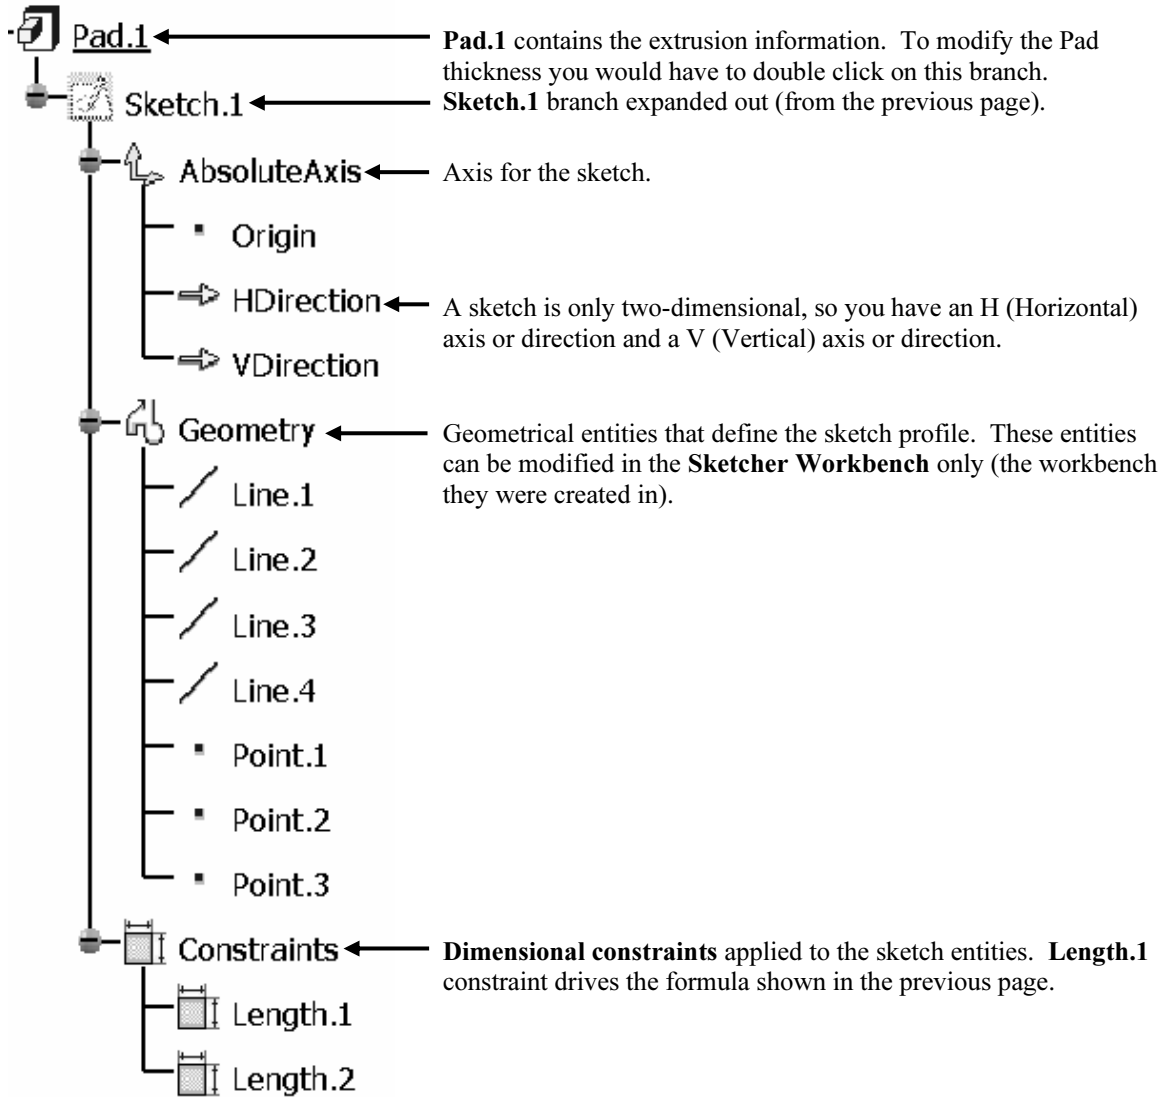 Pad.1
Pad.1 contains the extrusion information. To modify the Pad
thickness you would have to double click on this branch.
Sketch.1
Sketch.1 branch expanded out (from the previous page).
AbsoluteAxis
Axis for the sketch.
Origin
HDirection
A sketch is only two-dimensional, so you have an H (Horizontal)
axis or direction and a V (Vertical) axis or direction.
VDirection
Geometry
Geometrical entities that define the sketch profile. These entities
can be modified in the Sketcher Workbench only (the workbench
they were created in).
Line.1
Line.2
Line.3
Line.4
Point.1
Point.2
Point.3
Constraints
Dimensional constraints applied to the sketch entities. Length.1
constraint drives the formula shown in the previous page.
Length.1
Length.2